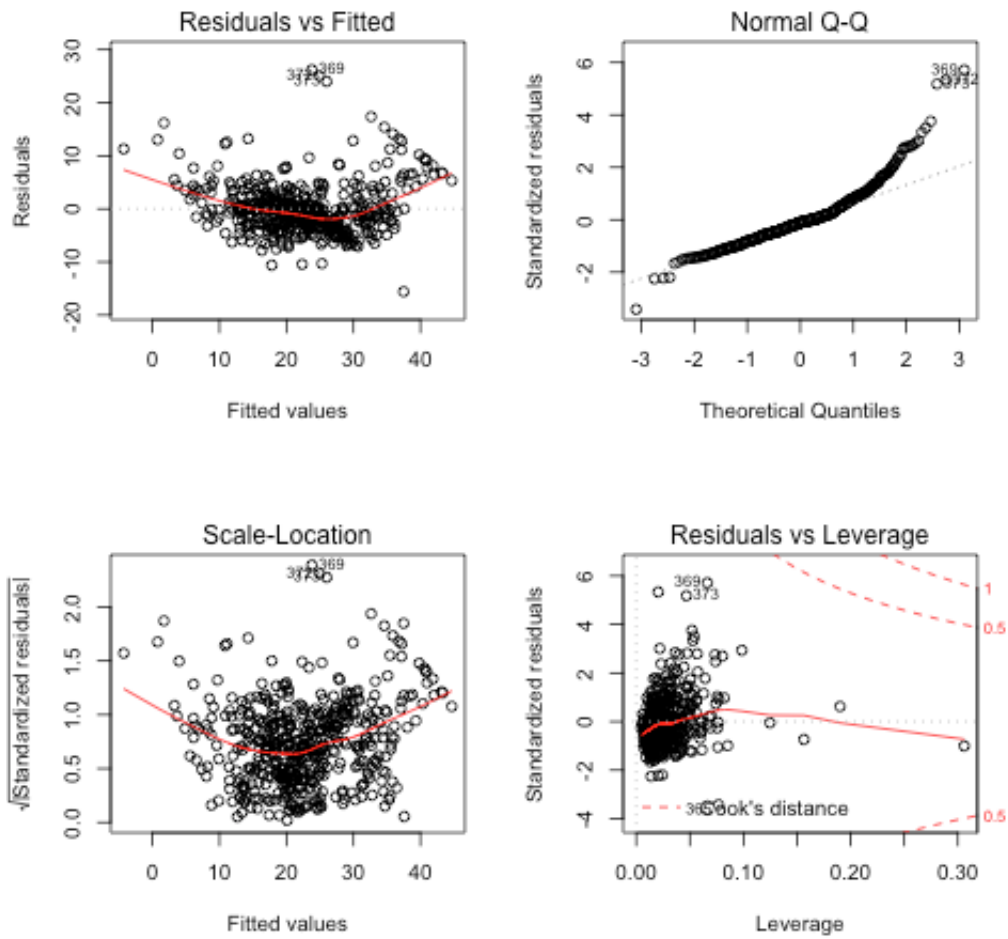 Residuals vs Fitted
Residuals
30
20
10
0
-10
-20
369
373
0 10 20 30 40
Fitted values
Normal Q-Q
Standardized residuals
6
4
2
0
-2
369
-3 -2 -1 0 1 2 3
Theoretical Quantiles
Scale-Location
√|Standardized residuals|
2.0
1.5
1.0
0.5
0.0
369
0 10 20 30 40
Fitted values
Residuals vs Leverage
Standardized residuals
6
4
2
0
-2
-4
369
373
1
0.5
Cook's distance
0.5
0.00 0.10 0.20 0.30
Leverage